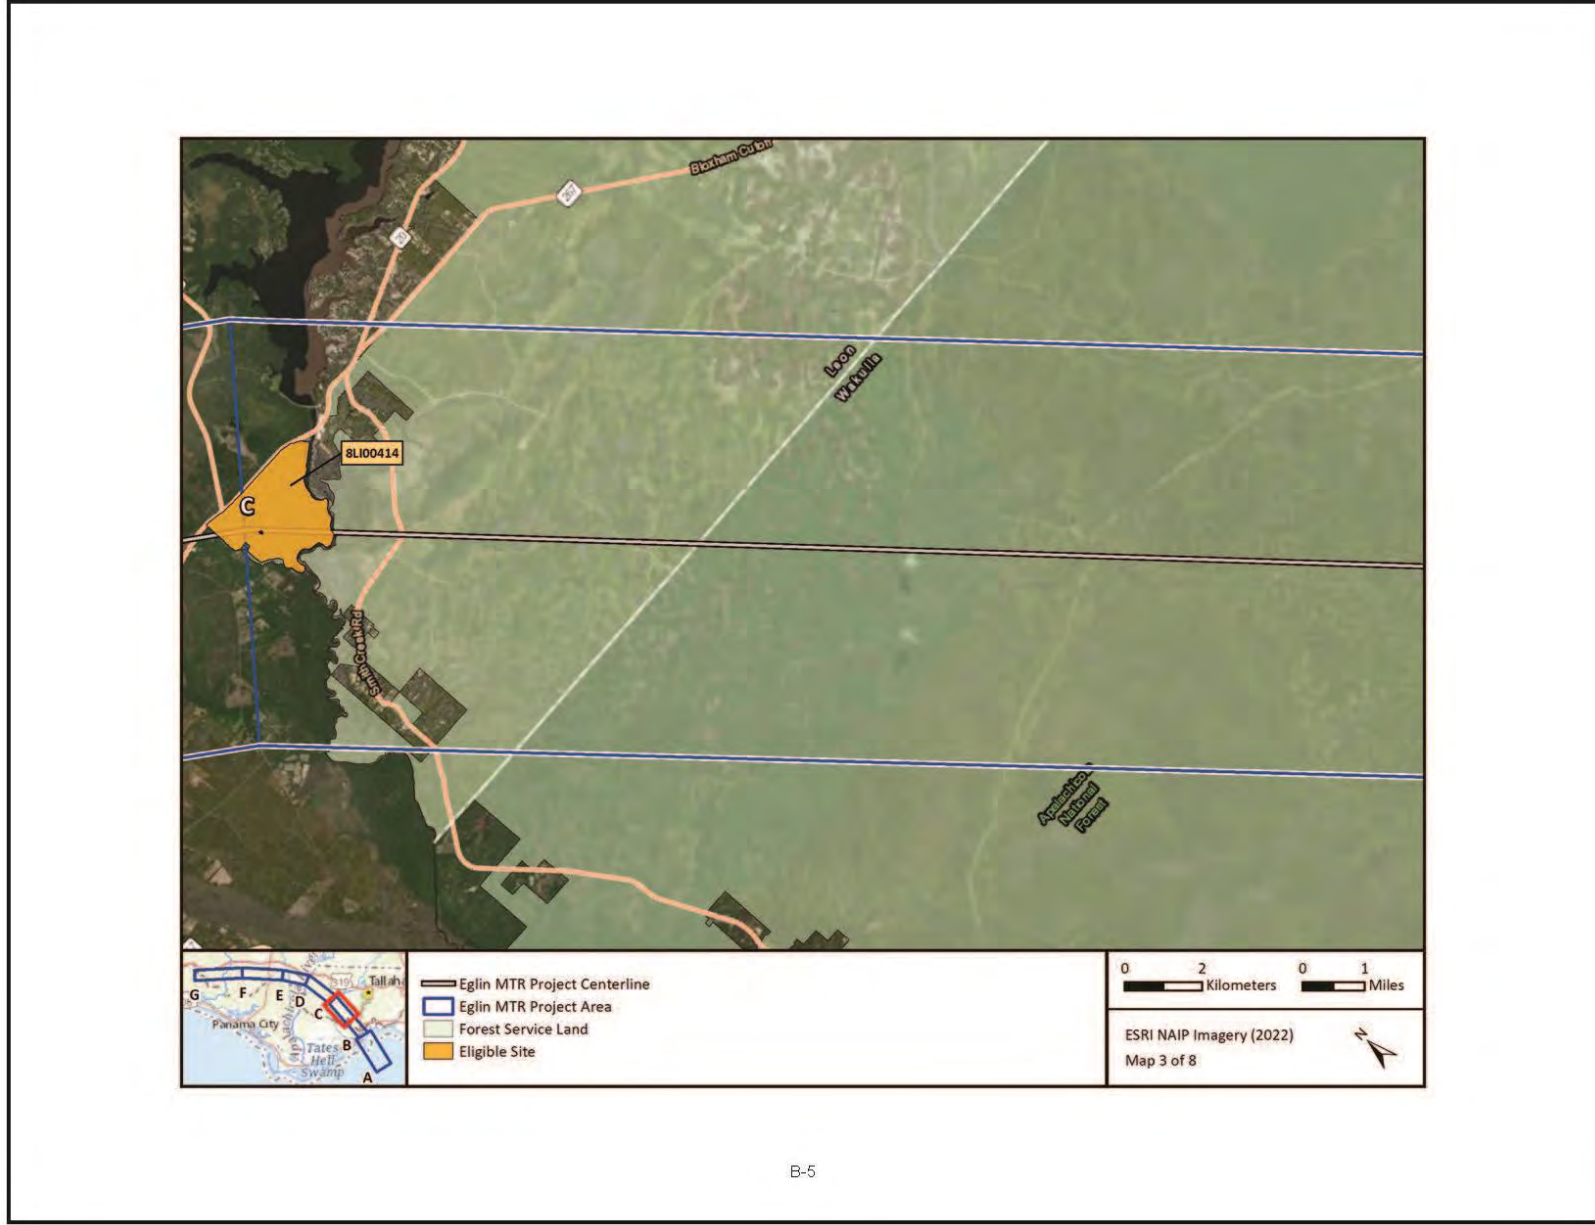 Bloxham Cutoff
267
20
Leon
Wakulla
8LI00414
C
Smith Creek Rd
National
Forest
319
G
F
E
D
C
B
A
Panama City
Tates
Hell
Swamp
Eglin MTR Project Centerline
Eglin MTR Project Area
Forest Service Land
Eligible Site
0 2
Kilometers
0 1
Miles
ESRI NAIP Imagery (2022)
Map 3 of 8
N
B-5